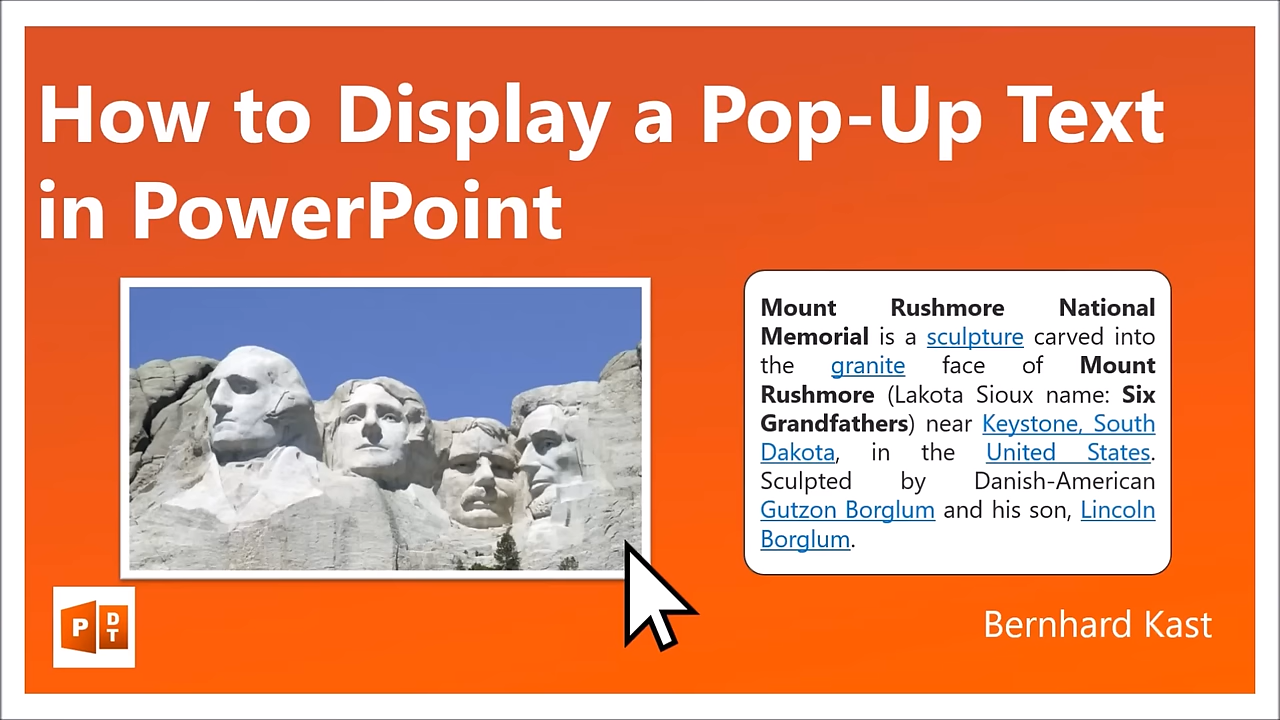 How to Display a Pop-Up Text
in PowerPoint
Mount Rushmore National
Memorial is a sculpture carved into
the granite face of Mount
Rushmore (Lakota Sioux name: Six
Grandfathers) near Keystone, South
Dakota, in the United States.
Sculpted by Danish-American
Gutzon Borglum and his son, Lincoln
Borglum.
P D
T
Bernhard Kast